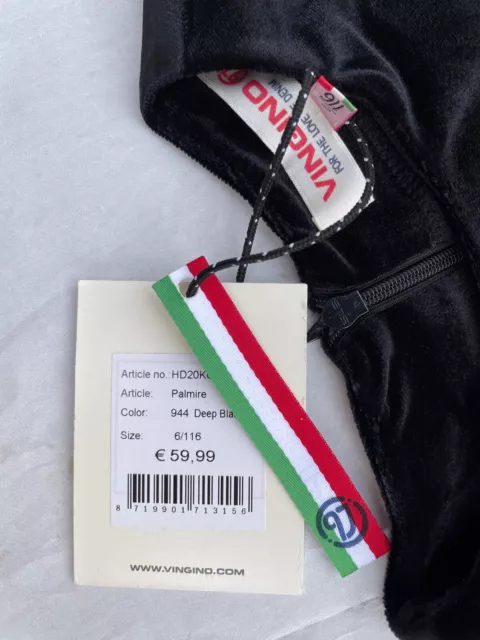 VINGINO
FOR THE LOVE OF DENIM
116
Article no.: HD20K
Article: Palmire
Color: 944 Deep Bla
Size: 6/116
€ 59,99
8 719901 713156
WWW.VINGINO.COM